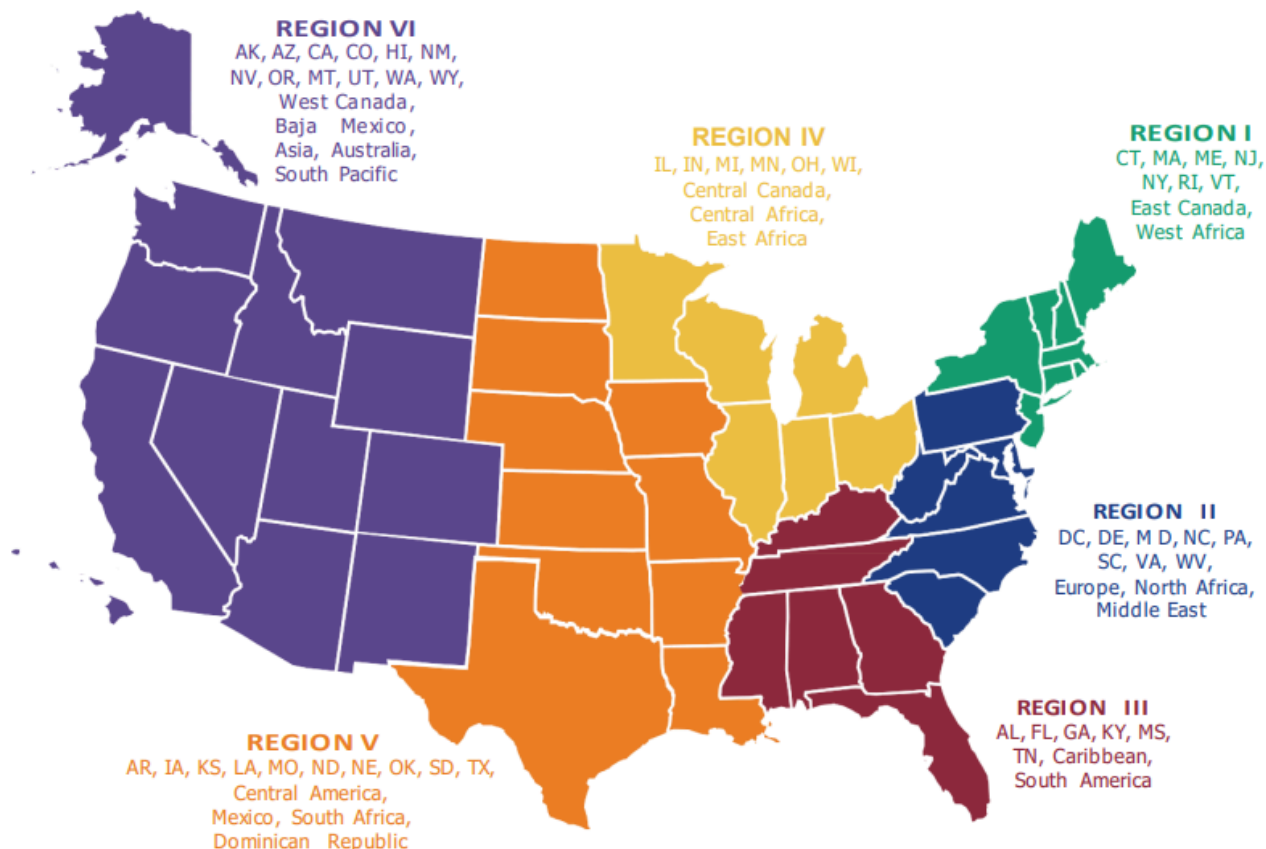 REGION VI
AK, AZ, CA, CO, HI, NM,
NV, OR, MT, UT, WA, WY,
West Canada,
Baja Mexico,
Asia, Australia,
South Pacific
REGION IV
IL, IN, MI, MN, OH, WI,
Central Canada,
Central Africa,
East Africa
REGION I
CT, MA, ME, NJ,
NY, RI, VT,
East Canada,
West Africa
REGION II
DC, DE, M D, NC, PA,
SC, VA, WV,
Europe, North Africa,
Middle East
REGION III
AL, FL, GA, KY, MS,
TN, Caribbean,
South America
REGION V
AR, IA, KS, LA, MO, ND, NE, OK, SD, TX,
Central America,
Mexico, South Africa,
Dominican Republic